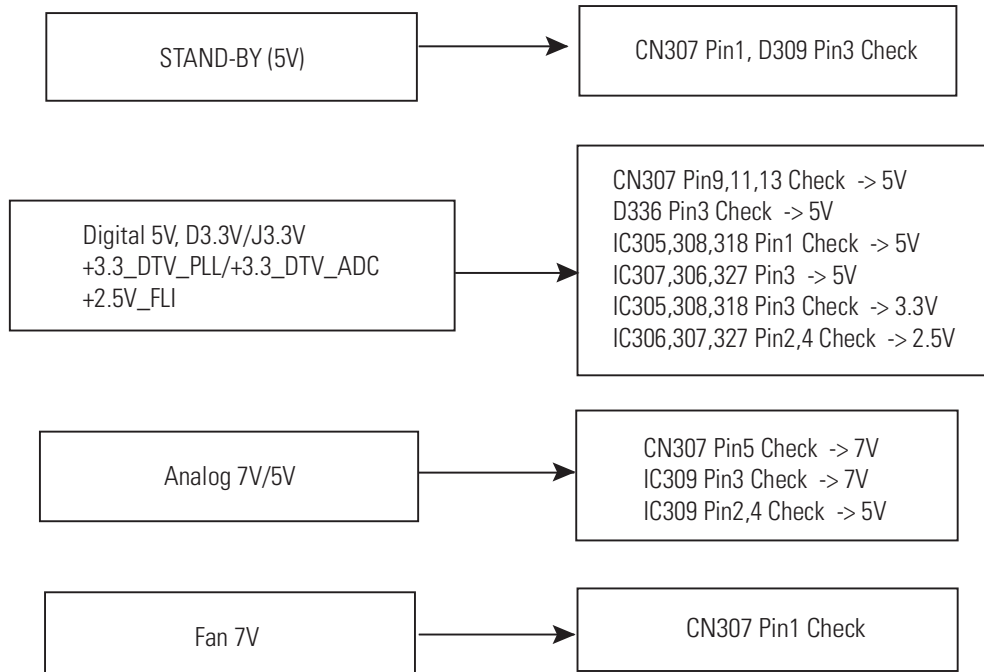 STAND-BY (5V)
CN307 Pin1, D309 Pin3 Check
Digital 5V, D3.3V/J3.3V
+3.3_DTV_PLL/+3.3_DTV_ADC
+2.5V_FLI
CN307 Pin9,11,13 Check -> 5V
D336 Pin3 Check -> 5V
IC305,308,318 Pin1 Check -> 5V
IC307,306,327 Pin3 -> 5V
IC305,308,318 Pin3 Check -> 3.3V
IC306,307,327 Pin2,4 Check -> 2.5V
Analog 7V/5V
CN307 Pin5 Check -> 7V
IC309 Pin3 Check -> 7V
IC309 Pin2,4 Check -> 5V
Fan 7V
CN307 Pin1 Check